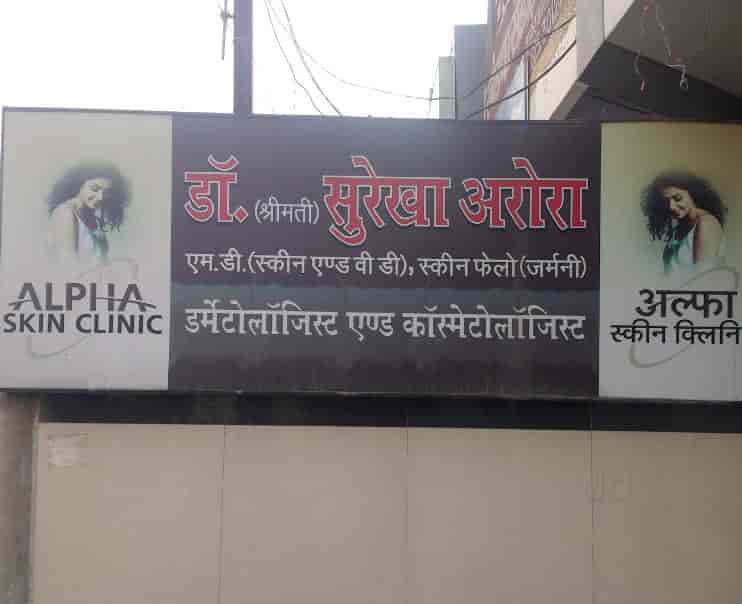 ALPHA
SKIN CLINIC
डॉ. (श्रीमती) सुरेखा अरोरा
एम.डी.(स्कीन एण्ड वी डी), स्कीन फेलो (जर्मनी)
डर्मेटोलॉजिस्ट एण्ड कॉस्मेटोलॉजिस्ट
अल्फा
स्कीन क्लिनि